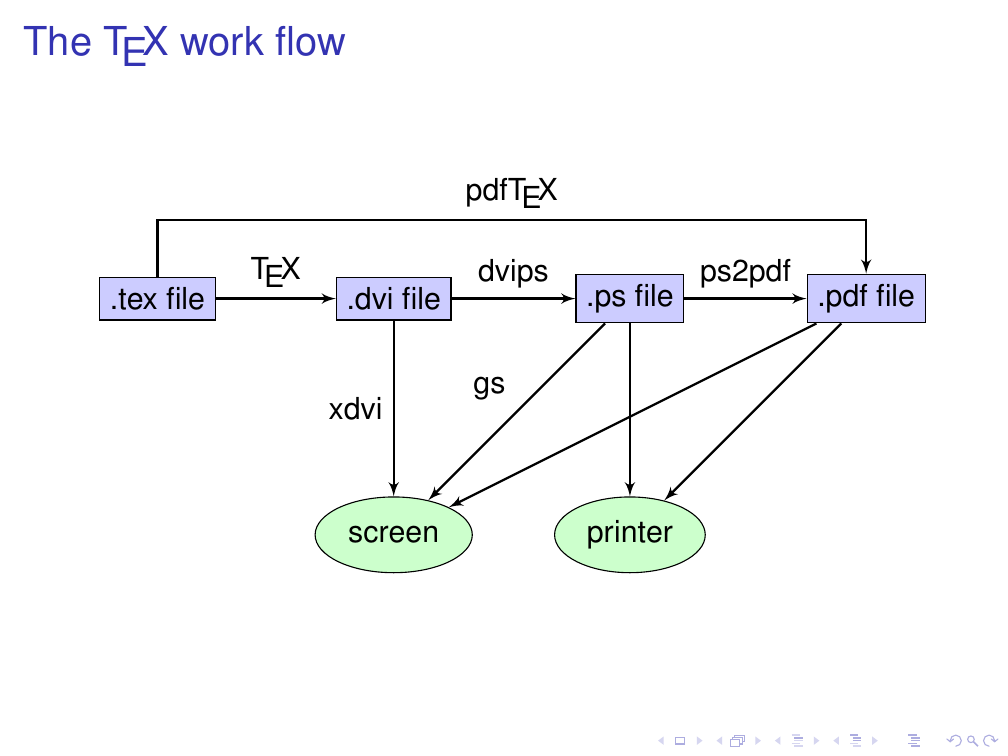 The TEX work flow
pdfTEX
TEX
dvips
ps2pdf
.tex file
.dvi file
.ps file
.pdf file
gs
xdvi
screen
printer